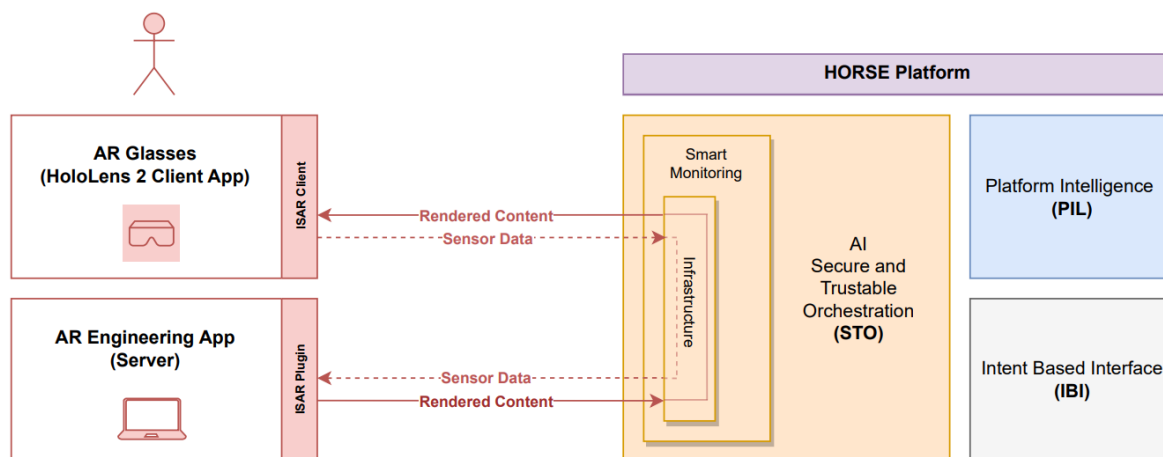 HORSE Platform
AR Glasses
(HoloLens 2 Client App)
ISAR Client
Rendered Content
Sensor Data
Smart
Monitoring
Infrastructure
AI
Secure and
Trustable
Orchestration
(STO)
Platform Intelligence
(PIL)
AR Engineering App
(Server)
ISAR Plugin
Sensor Data
Rendered Content
Intent Based Interface
(IBI)